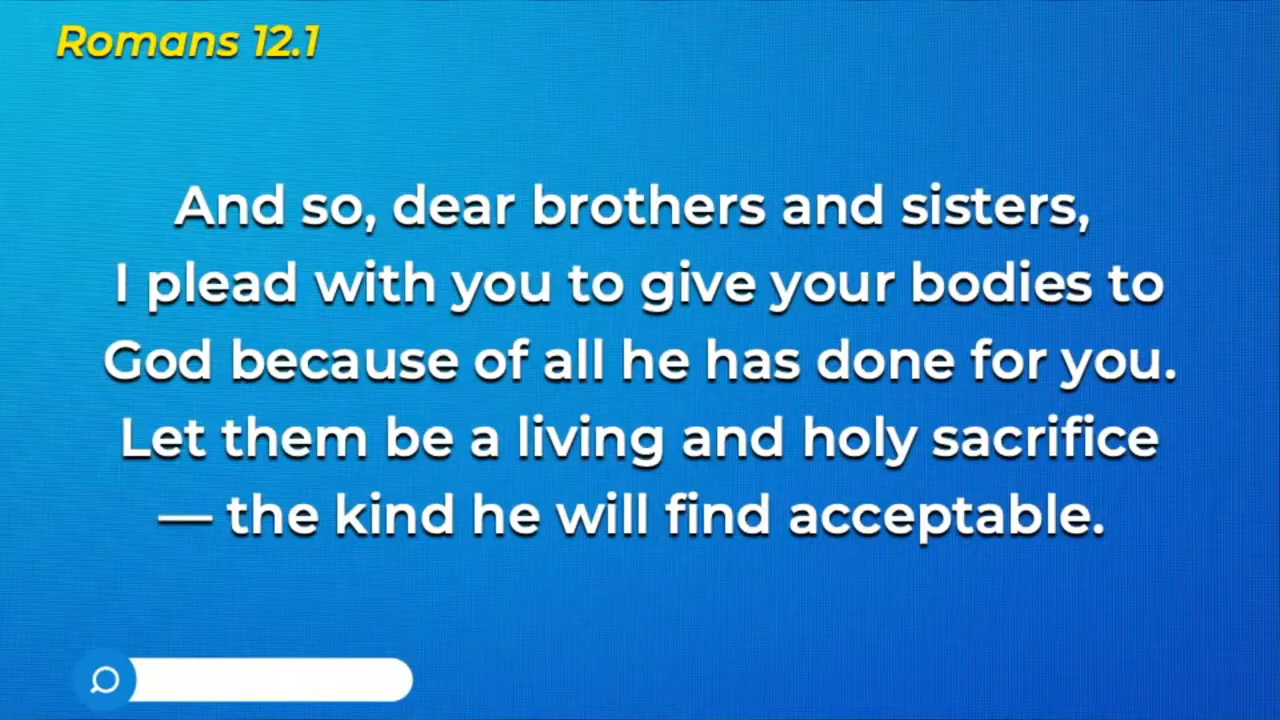 Romans 12.1
And so, dear brothers and sisters,
I plead with you to give your bodies to
God because of all he has done for you.
Let them be a living and holy sacrifice
— the kind he will find acceptable.